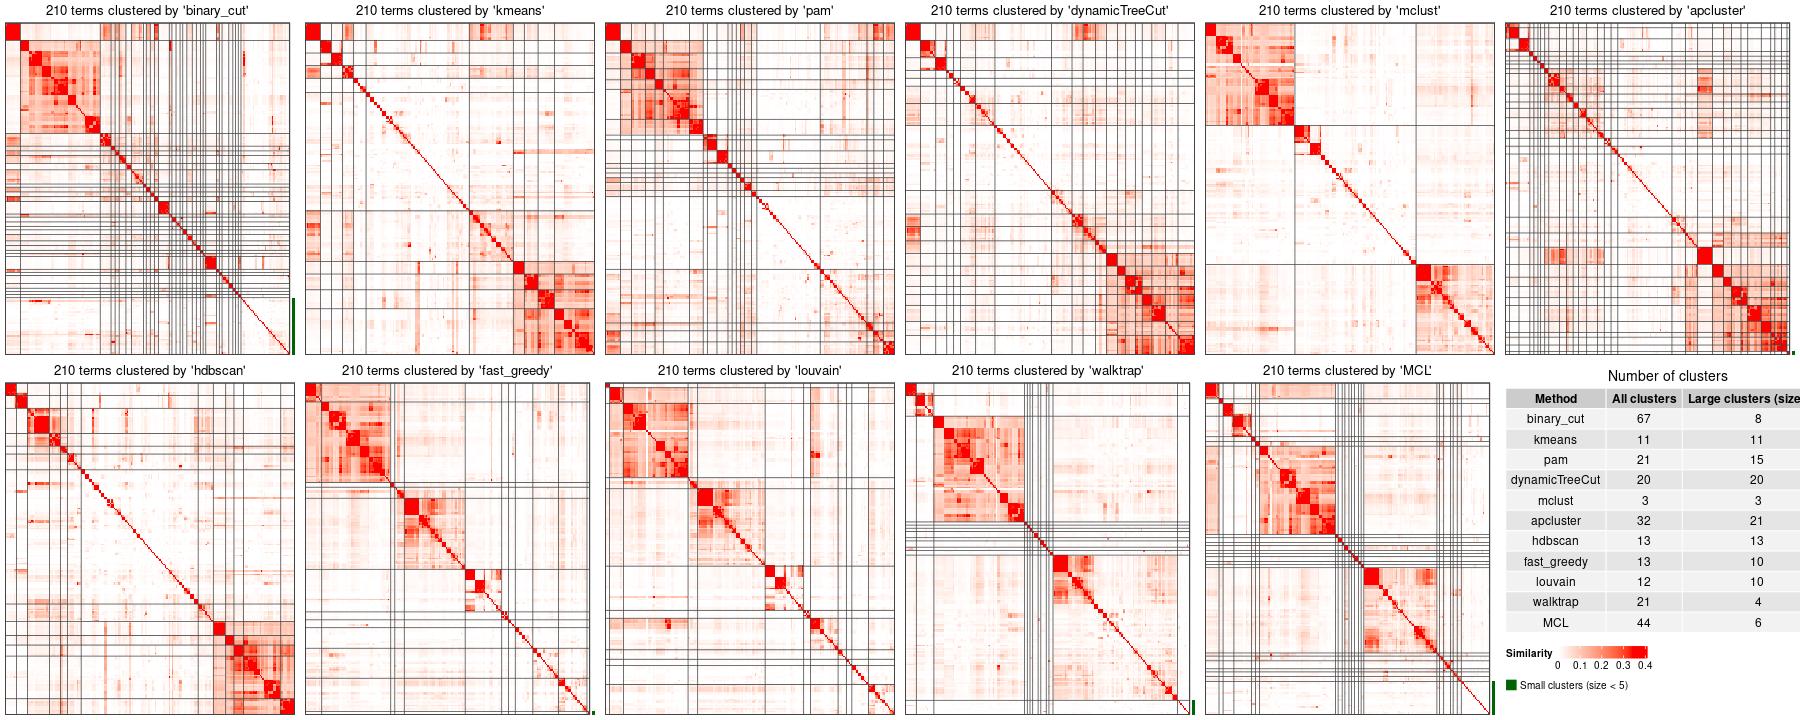 210 terms clustered by 'binary_cut'
210 terms clustered by 'kmeans'
210 terms clustered by 'pam'
210 terms clustered by 'dynamicTreeCut'
210 terms clustered by 'mclust'
210 terms clustered by 'apcluster'
210 terms clustered by 'hdbscan'
210 terms clustered by 'fast_greedy'
210 terms clustered by 'louvain'
210 terms clustered by 'walktrap'
210 terms clustered by 'MCL'
Number of clusters
Method All clusters Large clusters (size
binary_cut 67 8
kmeans 11 11
pam 21 15
dynamicTreeCut 20 20
mclust 3 3
apcluster 32 21
hdbscan 13 13
fast_greedy 13 10
louvain 12 10
walktrap 21 4
MCL 44 6
Similarity
0 0.1 0.2 0.3 0.4
Small clusters (size < 5)